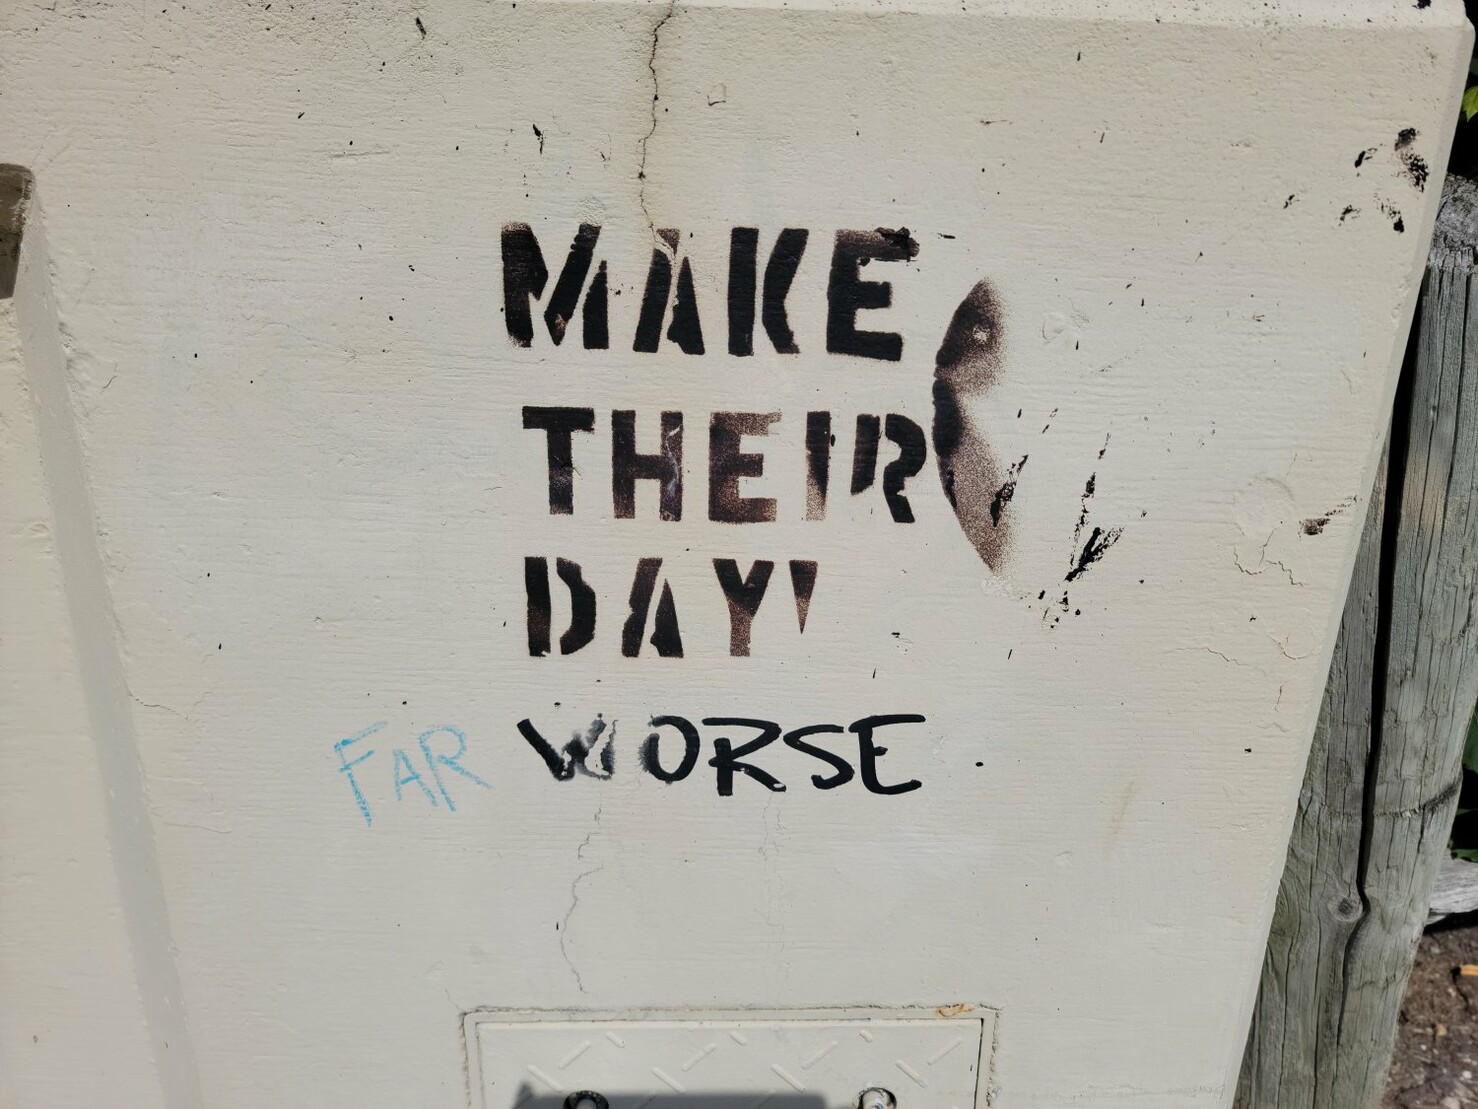 MAKE
THEIR
DAY'
FAR WORSE.